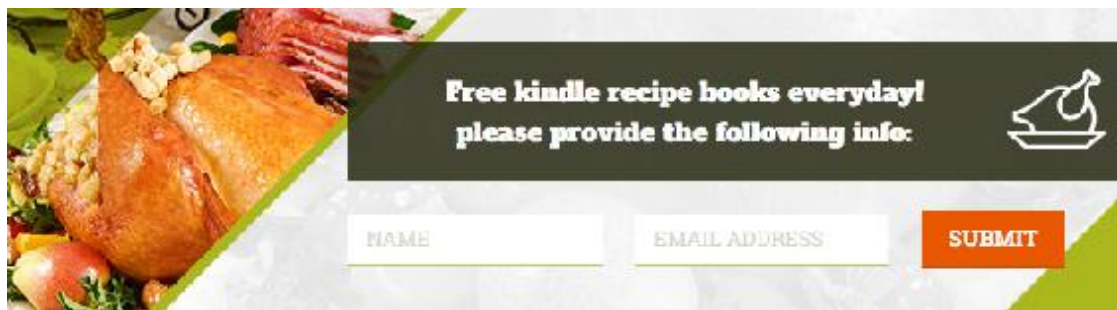 Free kindle recipe books everyday!
please provide the following info:
NAME
EMAIL ADDRESS
SUBMIT